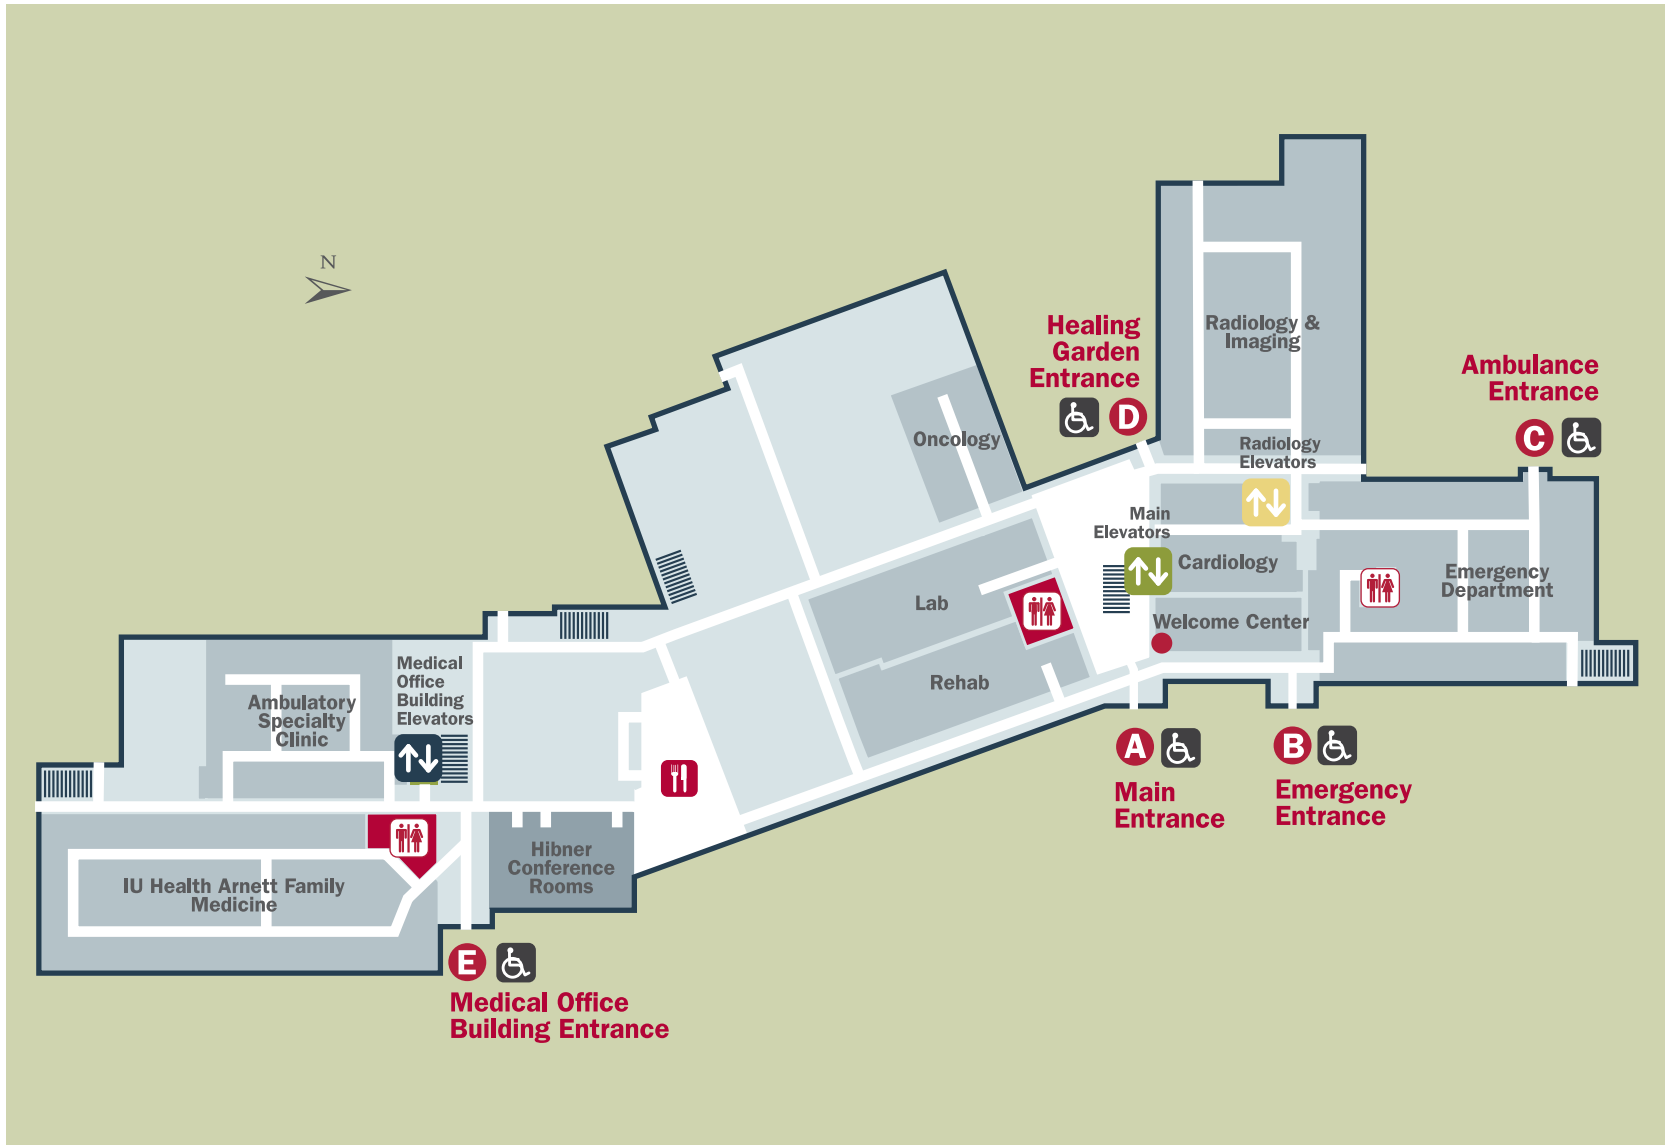 N
Healing
Garden
Entrance
D
Radiology &
Imaging
Ambulance
Entrance
C
Oncology
Radiology
Elevators
Main
Elevators
Cardiology
Emergency
Department
Lab
Welcome Center
Rehab
Medical
Office
Building
Elevators
Ambulatory
Specialty
Clinic
A
Main
Entrance
B
Emergency
Entrance
Hibner
Conference
Rooms
IU Health Arnett Family
Medicine
E
Medical Office
Building Entrance